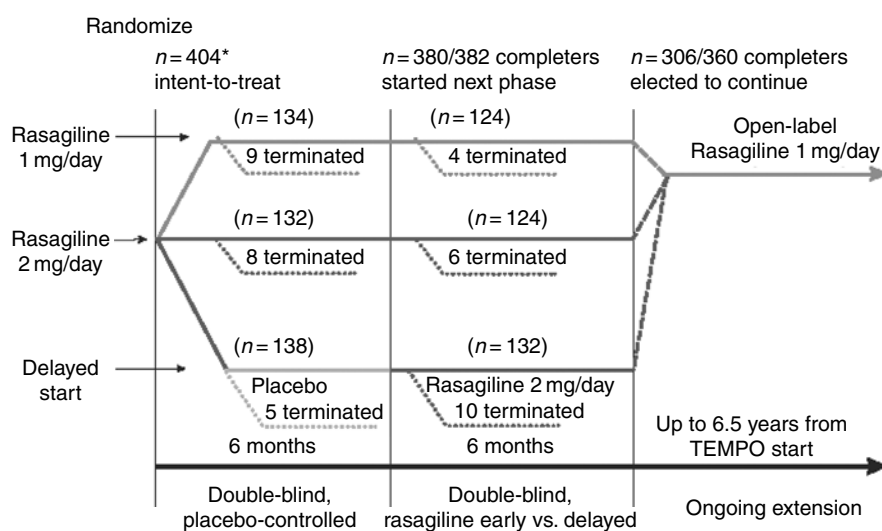 Randomize
n = 404*
intent-to-treat
n = 380/382 completers
started next phase
n = 306/360 completers
elected to continue
Rasagiline
1 mg/day
(n = 134)
9 terminated
(n = 124)
4 terminated
Open-label
Rasagiline 1 mg/day
Rasagiline
2 mg/day
(n = 132)
8 terminated
(n = 124)
6 terminated
Delayed
start
(n = 138)
Placebo
5 terminated
6 months
(n = 132)
Rasagiline 2 mg/day
10 terminated
6 months
Up to 6.5 years from
TEMPO start
Double-blind,
placebo-controlled
Double-blind,
rasagiline early vs. delayed
Ongoing extension